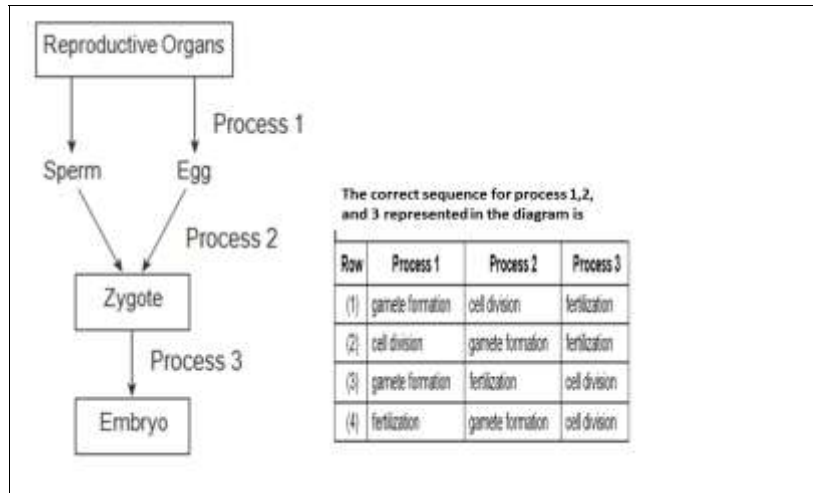 Reproductive Organs
Process 1
Sperm Egg
Process 2
Zygote
Process 3
Embryo
The correct sequence for process 1,2,
and 3 represented in the diagram is
Row Process 1 Process 2 Process 3
(1) gamete formation cell division fertilization
(2) cell division gamete formation fertilization
(3) gamete formation fertilization cell division
(4) fertilization gamete formation cell division